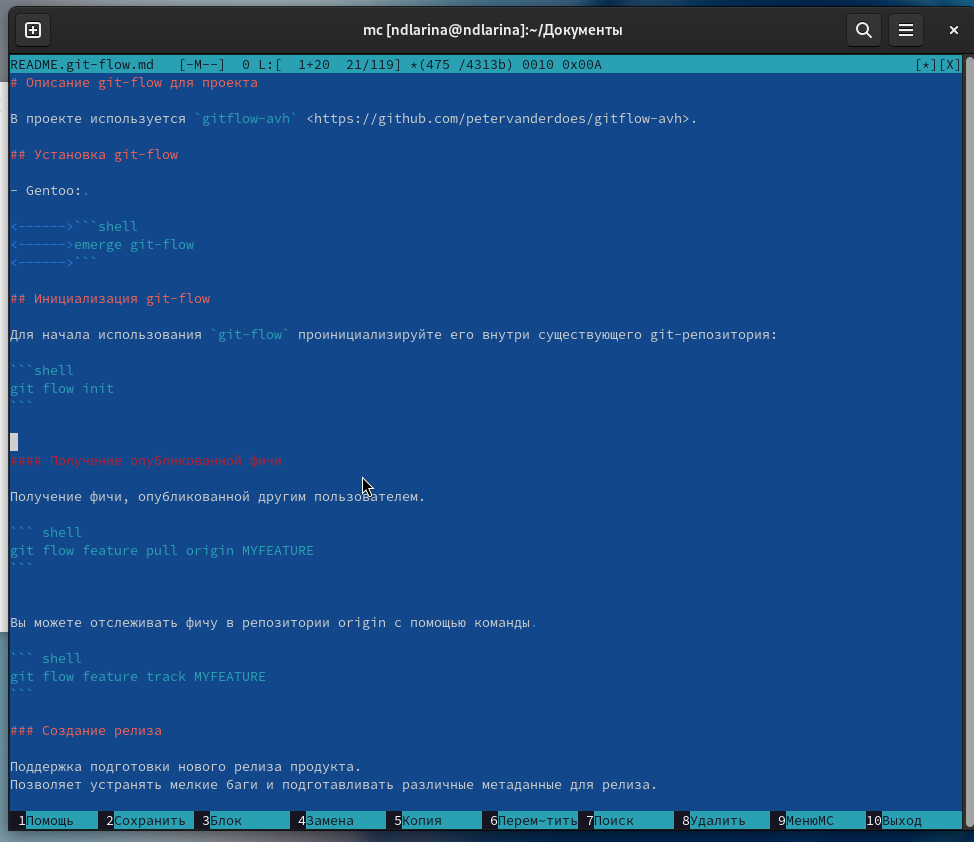 mc [ndlarina@ndlarina]:~/Документы
README.git-flow.md   [-M--]  0 L:[  1+20  21/119] *(475 /4313b) 0010 0x00A   [*][X]
# Описание git-flow для проекта
В проекте используется `gitflow-avh` <https://github.com/petervanderdoes/gitflow-avh>.
## Установка git-flow
- Gentoo:.
<------>```shell
<------>emerge git-flow
<------>```
## Инициализация git-flow
Для начала использования `git-flow` проинициализируйте его внутри существующего git-репозитория:
```shell
git flow init
```
#### Получение опубликованной фичи
Получение фичи, опубликованной другим пользователем.
``` shell
git flow feature pull origin MYFEATURE
```
Вы можете отслеживать фичу в репозитории origin с помощью команды.
``` shell
git flow feature track MYFEATURE
```
### Создание релиза
Поддержка подготовки нового релиза продукта.
Позволяет устранять мелкие баги и подготавливать различные метаданные для релиза.
1Помощь 2Сохранить 3Блок 4Замена 5Копия 6Перем~тить 7Поиск 8Удалить 9МенюMC 10Выход